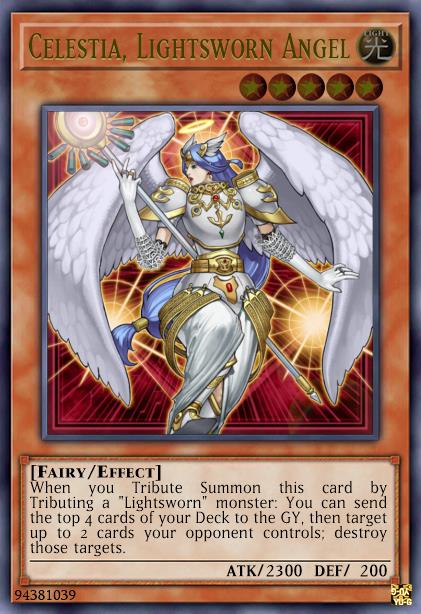 Celestia, Lightsworn Angel
LIGHT
光
[Fairy/Effect]
When you Tribute Summon this card by
Tributing a "Lightsworn" monster: You can send
the top 4 cards of your Deck to the GY, then target
up to 2 cards your opponent controls; destroy
those targets.
ATK/2300 DEF/ 200
94381039